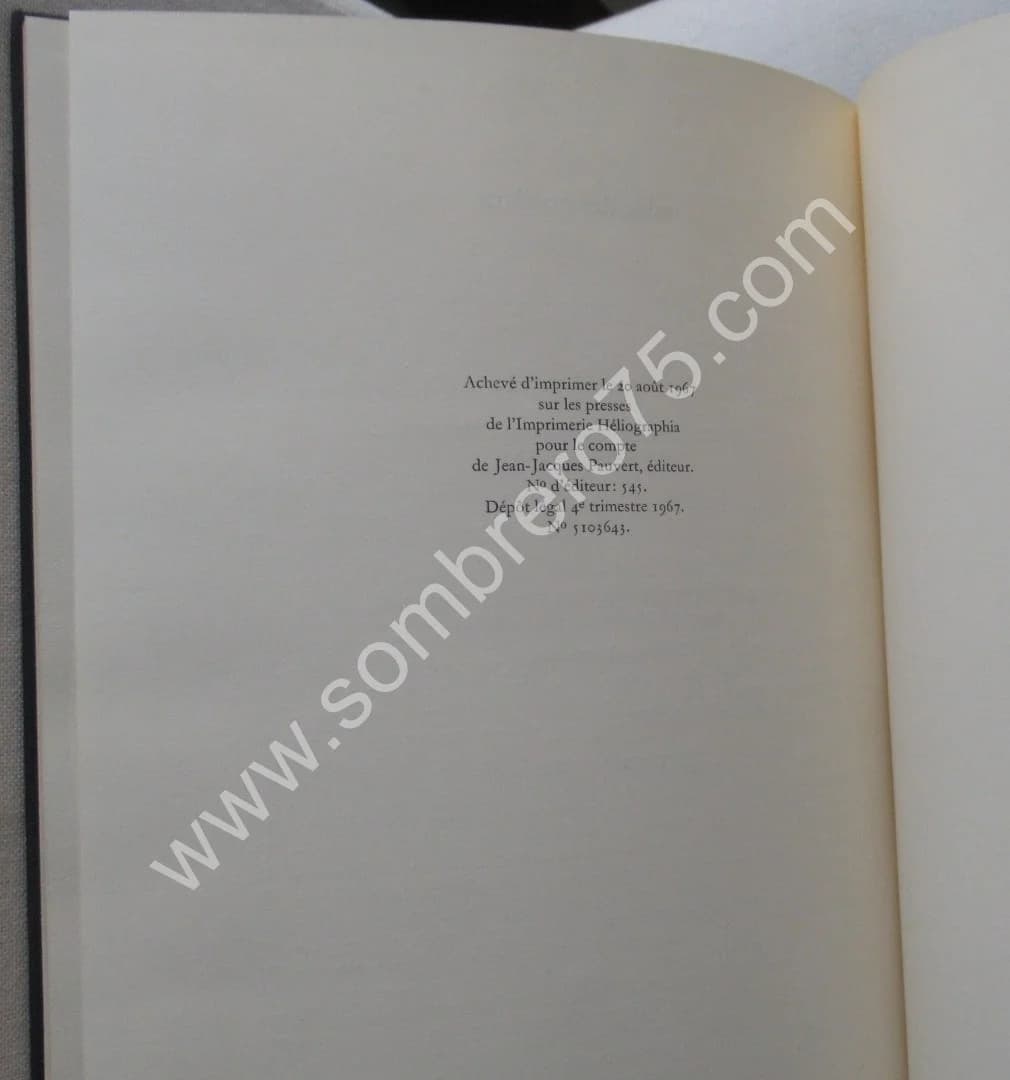 Achevé d'imprimer le 20 août 1967
sur les presses
de l'Imprimerie Héliographia
pour le compte
de Jean-Jacques Pauvert, éditeur.
Nº d'éditeur: 545.
Dépôt légal 4e trimestre 1967.
Nº 5103643.
www.sombrero75.com